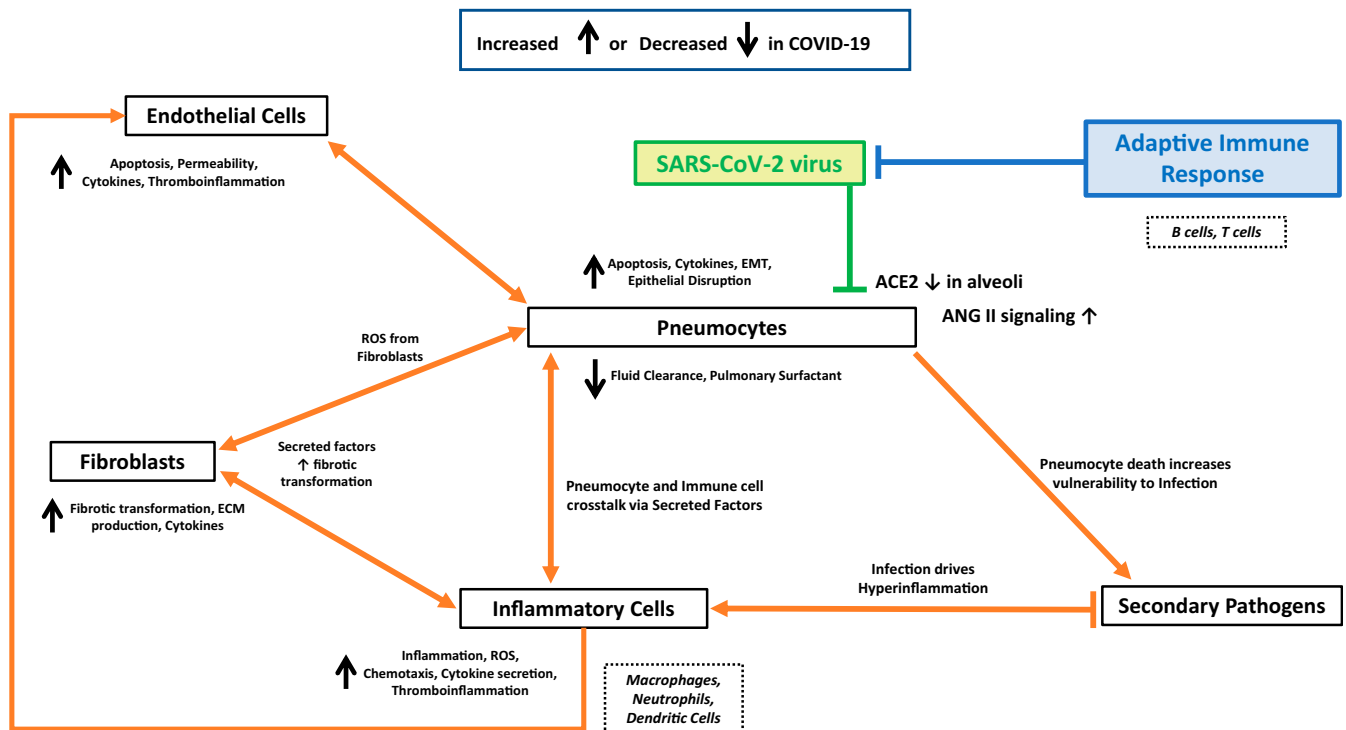 Increased ↑ or Decreased ↓ in COVID-19
Endothelial Cells
↑ Apoptosis, Permeability,
Cytokines, Thromboinflammation
SARS-CoV-2 virus
Adaptive Immune
Response
B cells, T cells
↑ Apoptosis, Cytokines, EMT,
Epithelial Disruption
ACE2 ↓ in alveoli
ANG II signaling ↑
Pneumocytes
↓ Fluid Clearance, Pulmonary Surfactant
ROS from
Fibroblasts
Fibroblasts
Secreted factors
↑ fibrotic
transformation
↑ Fibrotic transformation, ECM
production, Cytokines
Pneumocyte and Immune cell
crosstalk via Secreted Factors
Pneumocyte death increases
vulnerability to Infection
Infection drives
Hyperinflammation
Inflammatory Cells
Secondary Pathogens
↑ Inflammation, ROS,
Chemotaxis, Cytokine secretion,
Thromboinflammation
Macrophages,
Neutrophils,
Dendritic Cells